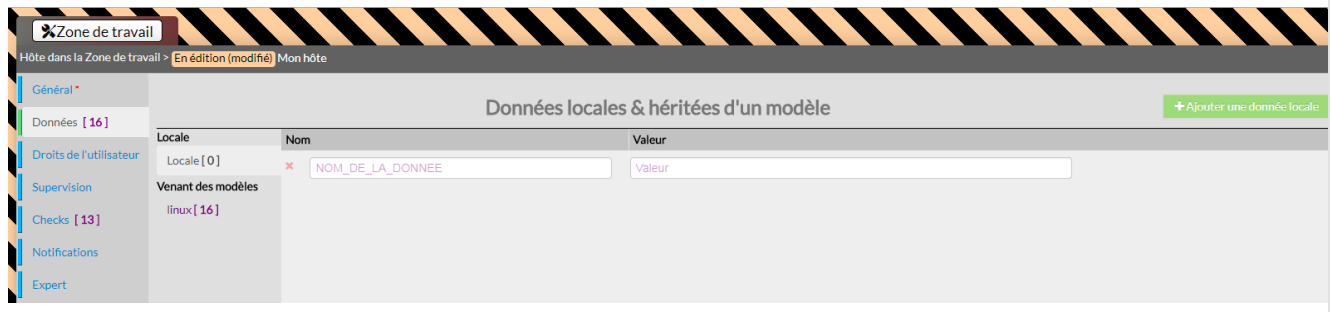 Zone de travail
Hôte dans la Zone de travail > En édition (modifié) Mon hôte
Général *
Données [ 16 ]
Droits de l'utilisateur
Supervision
Checks [ 13 ]
Notifications
Expert
Données locales & héritées d'un modèle
+ Ajouter une donnée locale
Locale
Locale [ 0 ]
Venant des modèles
linux [ 16 ]
Nom Valeur
NOM_DE_LA_DONNEE Valeur